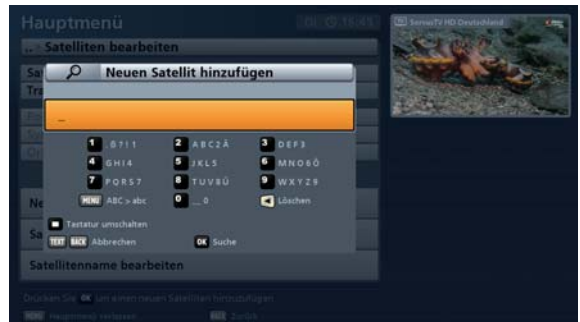 Hauptmenü
ServusTV HD Deutschland
.. Satelliten bearbeiten
Neuen Satellit hinzufügen
_
1 .@?!1 2 ABC2Ä 3 DEF3
4 GHI4 5 JKL5 6 MNO6Ö
7 PQRS7 8 TUV8Ü 9 WXYZ9
MENU ABC > abc 0 _ 0 Löschen
Tastatur umschalten
TEXT BACK Abbrechen OK Suche
Satellitenname bearbeiten
Drücken Sie OK um einen neuen Satelliten hinzuzufügen
MENU Hauptmenü verlassen BACK Zurück